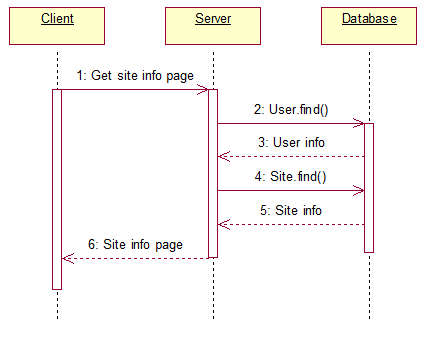 Client
Server
Database
1: Get site info page
2: User.find()
3: User info
4: Site.find()
5: Site info
6: Site info page